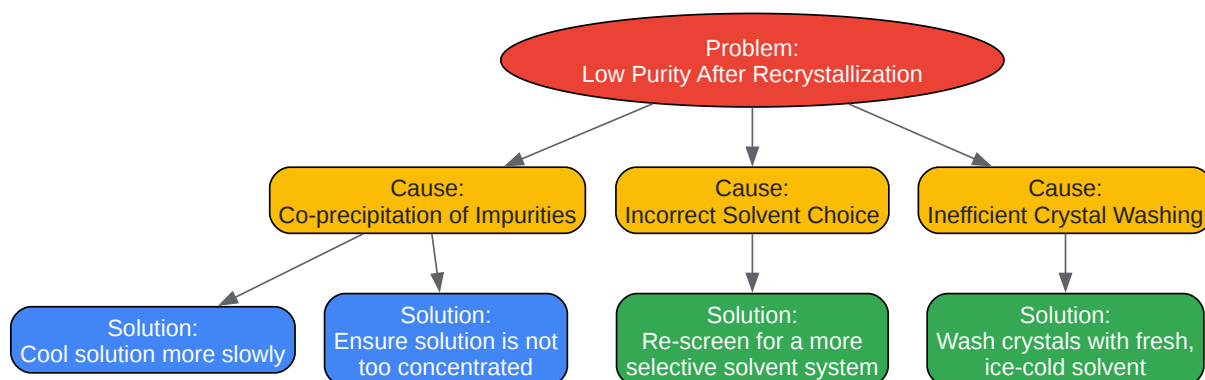 Problem:
Low Purity After Recrystallization
Cause:
Co-precipitation of Impurities
Cause:
Incorrect Solvent Choice
Cause:
Inefficient Crystal Washing
Solution:
Cool solution more slowly
Solution:
Ensure solution is not
too concentrated
Solution:
Re-screen for a more
selective solvent system
Solution:
Wash crystals with fresh,
ice-cold solvent